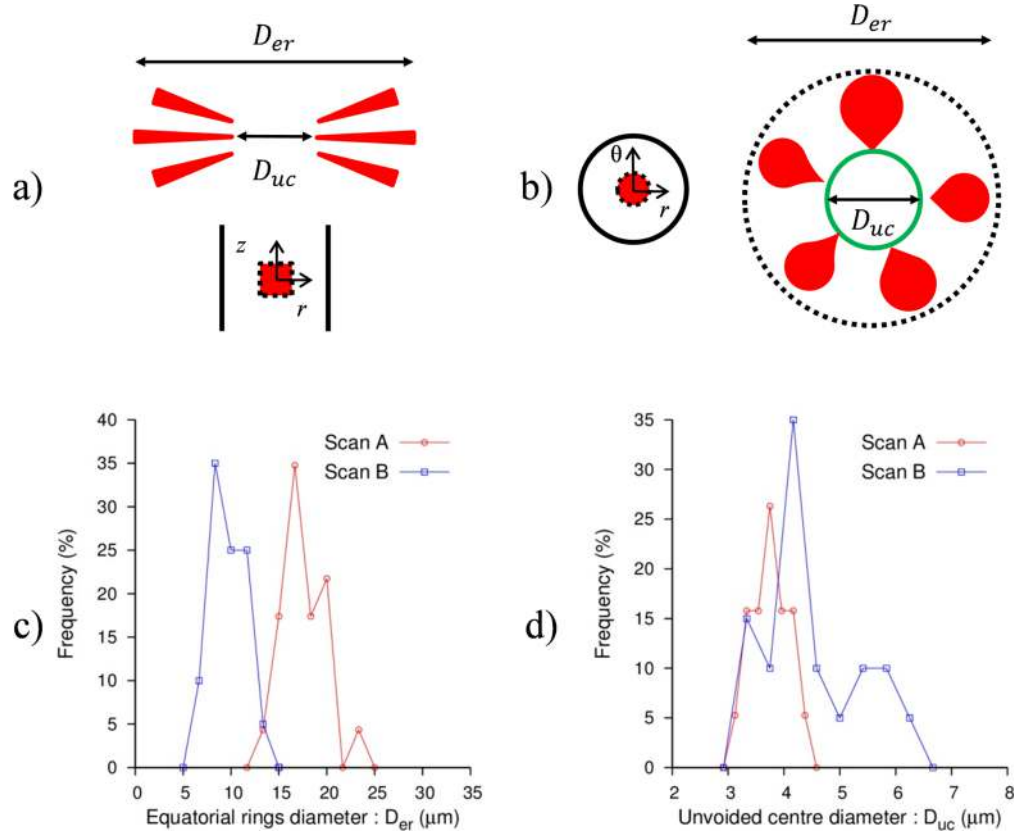 D_er
D_uc
a)
z
r
D_er
b)
θ
r
D_uc
c)
Frequency (%)
40
35
30
25
20
15
10
5
0
Scan A
Scan B
0 5 10 15 20 25 30 35
Equatorial rings diameter : D_er (μm)
d)
Frequency (%)
35
30
25
20
15
10
5
0
Scan A
Scan B
2 3 4 5 6 7 8
Unvoided centre diameter : D_uc (μm)